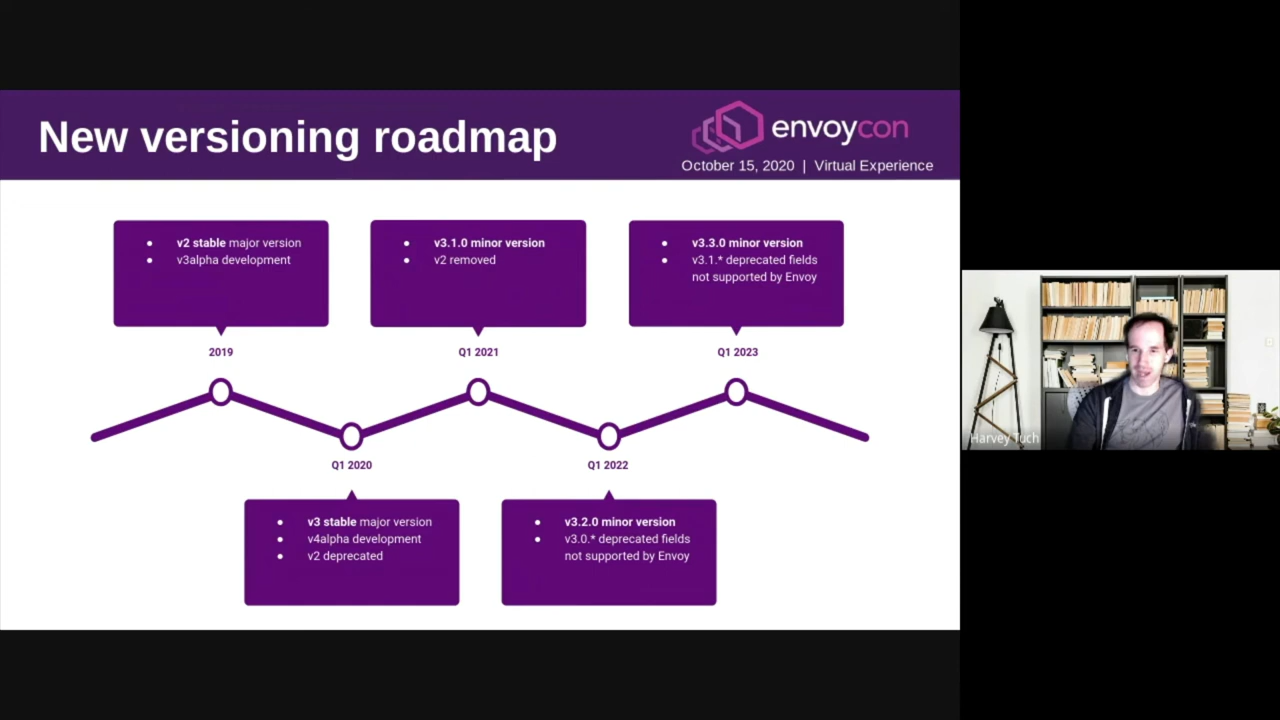 New versioning roadmap
envoycon
October 15, 2020 | Virtual Experience
• v2 stable major version
• v3alpha development
• v3.1.0 minor version
• v2 removed
• v3.3.0 minor version
• v3.1.* deprecated fields
not supported by Envoy
2019
Q1 2021
Q1 2023
Q1 2020
Q1 2022
• v3 stable major version
• v4alpha development
• v2 deprecated
• v3.2.0 minor version
• v3.0.* deprecated fields
not supported by Envoy
Harvey Tuch